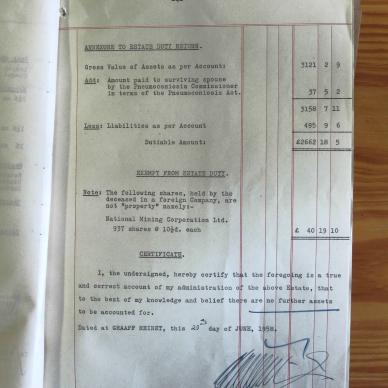 ANNEXURE TO ESTATE DUTY RETURN.
Gross Value of Assets as per Account: 3121 2 9
Add: Amount paid to surviving spouse
by the Pneumoconiosis Commissioner
in terms of the Pneumoconiosis Act. 37 5 2
3158 7 11
Less: Liabilities as per Account 495 9 6
Dutiable Amount: £2662 18 5
EXEMPT FROM ESTATE DUTY.
Note: The following shares, held by the
deceased in a foreign Company, are
not "property" namely:-
National Mining Corporation Ltd.
937 shares @ 10½d. each £ 40 19 10
CERTIFICATE.
I, the undersigned, hereby certify that the foregoing is a true
and correct account of my administration of the above Estate, that
to the best of my knowledge and belief there are no further assets
to be accounted for.
Dated at GRAAFF REINET, this 20th day of JUNE, 1958.